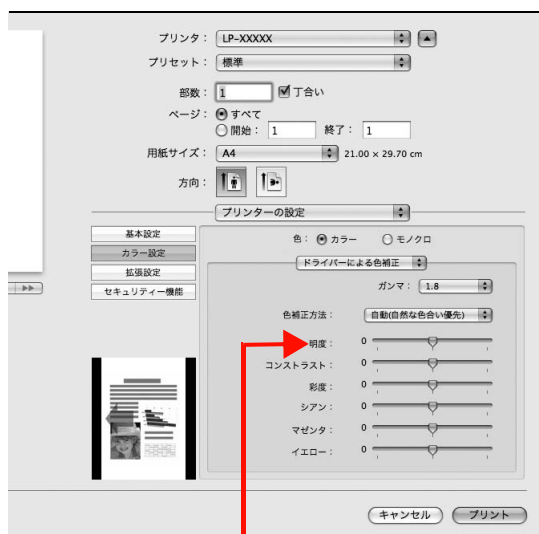 プリンタ： LP-XXXXX
プリセット： 標準
部数： 1 丁合い
ページ： すべて
開始： 1 終了： 1
用紙サイズ： A4 21.00 x 29.70 cm
方向：
プリンターの設定
基本設定
カラー設定
拡張設定
セキュリティー機能
色： カラー モノクロ
ドライバーによる色補正
ガンマ： 1.8
色補正方法： 自動(自然な色合い優先)
明度： 0
コンストラスト： 0
彩度： 0
シアン： 0
マゼンタ： 0
イエロー： 0
キャンセル プリント